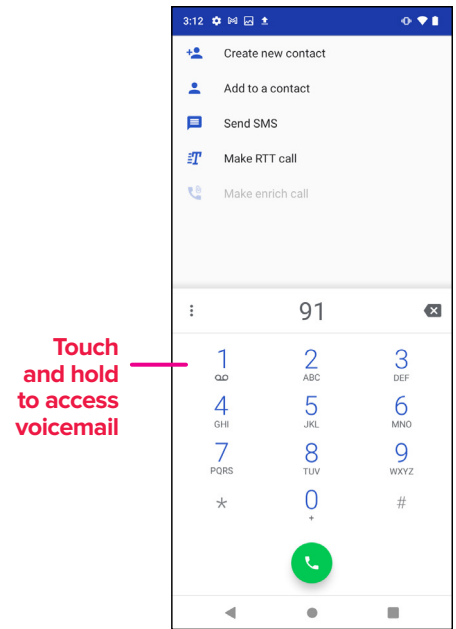 3:12
Create new contact
Add to a contact
Send SMS
Make RTT call
Make enrich call
91
Touch
and hold
to access
voicemail
1 2 3
ABC DEF
4 5 6
GHI JKL MNO
7 8 9
PQRS TUV WXYZ
* 0 #
+